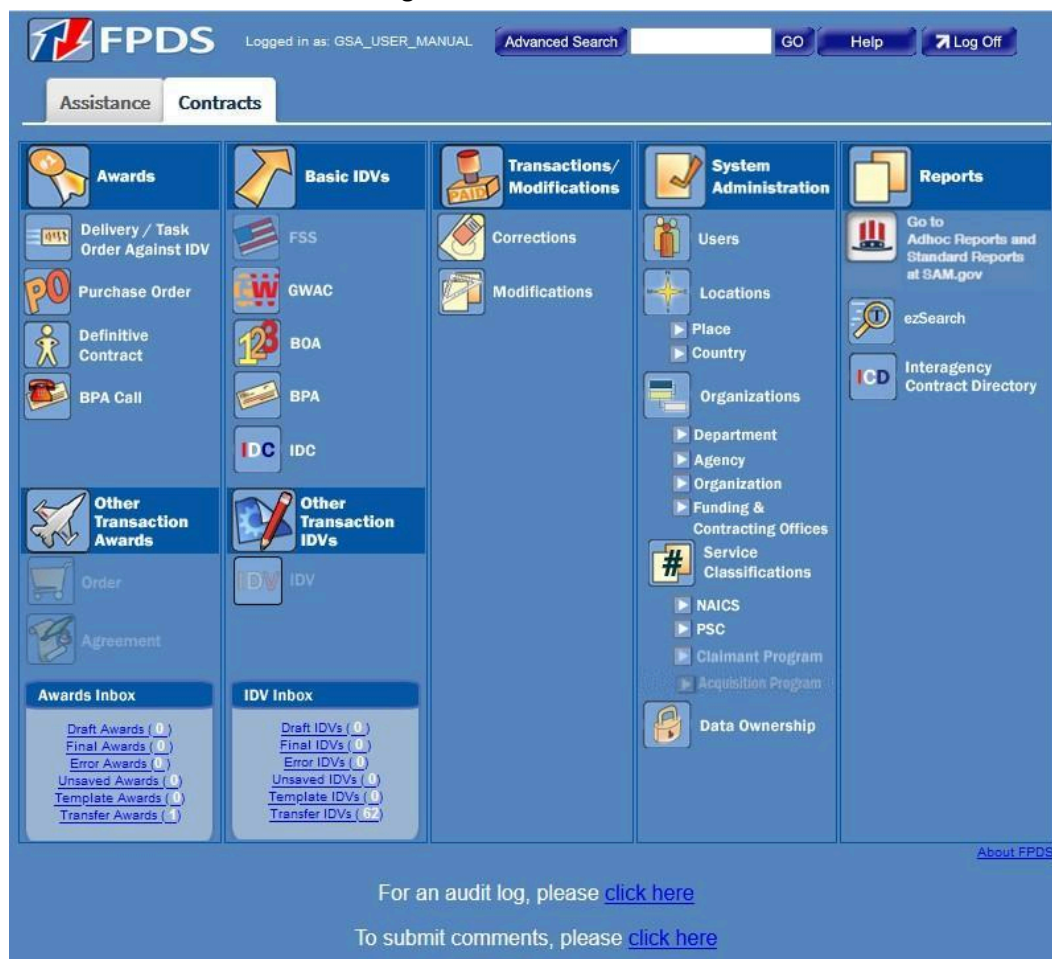 FPDS
Logged in as: GSA_USER_MANUAL
Advanced Search
GO
Help
Log Off
Assistance
Contracts
Awards
Delivery / Task
Order Against IDV
PO
Purchase Order
Definitive
Contract
BPA Call
Other
Transaction
Awards
Order
Agreement
Awards Inbox
Draft Awards ( 0 )
Final Awards ( 0 )
Error Awards ( 0 )
Unsaved Awards ( 0 )
Template Awards ( 0 )
Transfer Awards ( 1 )
Basic IDVs
FSS
GW
GWAC
123
BOA
BPA
IDC
IDC
Other
Transaction
IDVs
IDV
IDV
IDV Inbox
Draft IDVs ( 0 )
Final IDVs ( 0 )
Error IDVs ( 0 )
Unsaved IDVs ( 0 )
Template IDVs ( 0 )
Transfer IDVs ( 62 )
PAID
Transactions/
Modifications
Corrections
Modifications
System
Administration
Users
Locations
Place
Country
Organizations
Department
Agency
Organization
Funding &
Contracting Offices
#
Service
Classifications
NAICS
PSC
Claimant Program
Acquisition Program
Data Ownership
Reports
Go to
Adhoc Reports and
Standard Reports
at SAM.gov
T
ezSearch
ICD
Interagency
Contract Directory
About FPDS
For an audit log, please click here
To submit comments, please click here